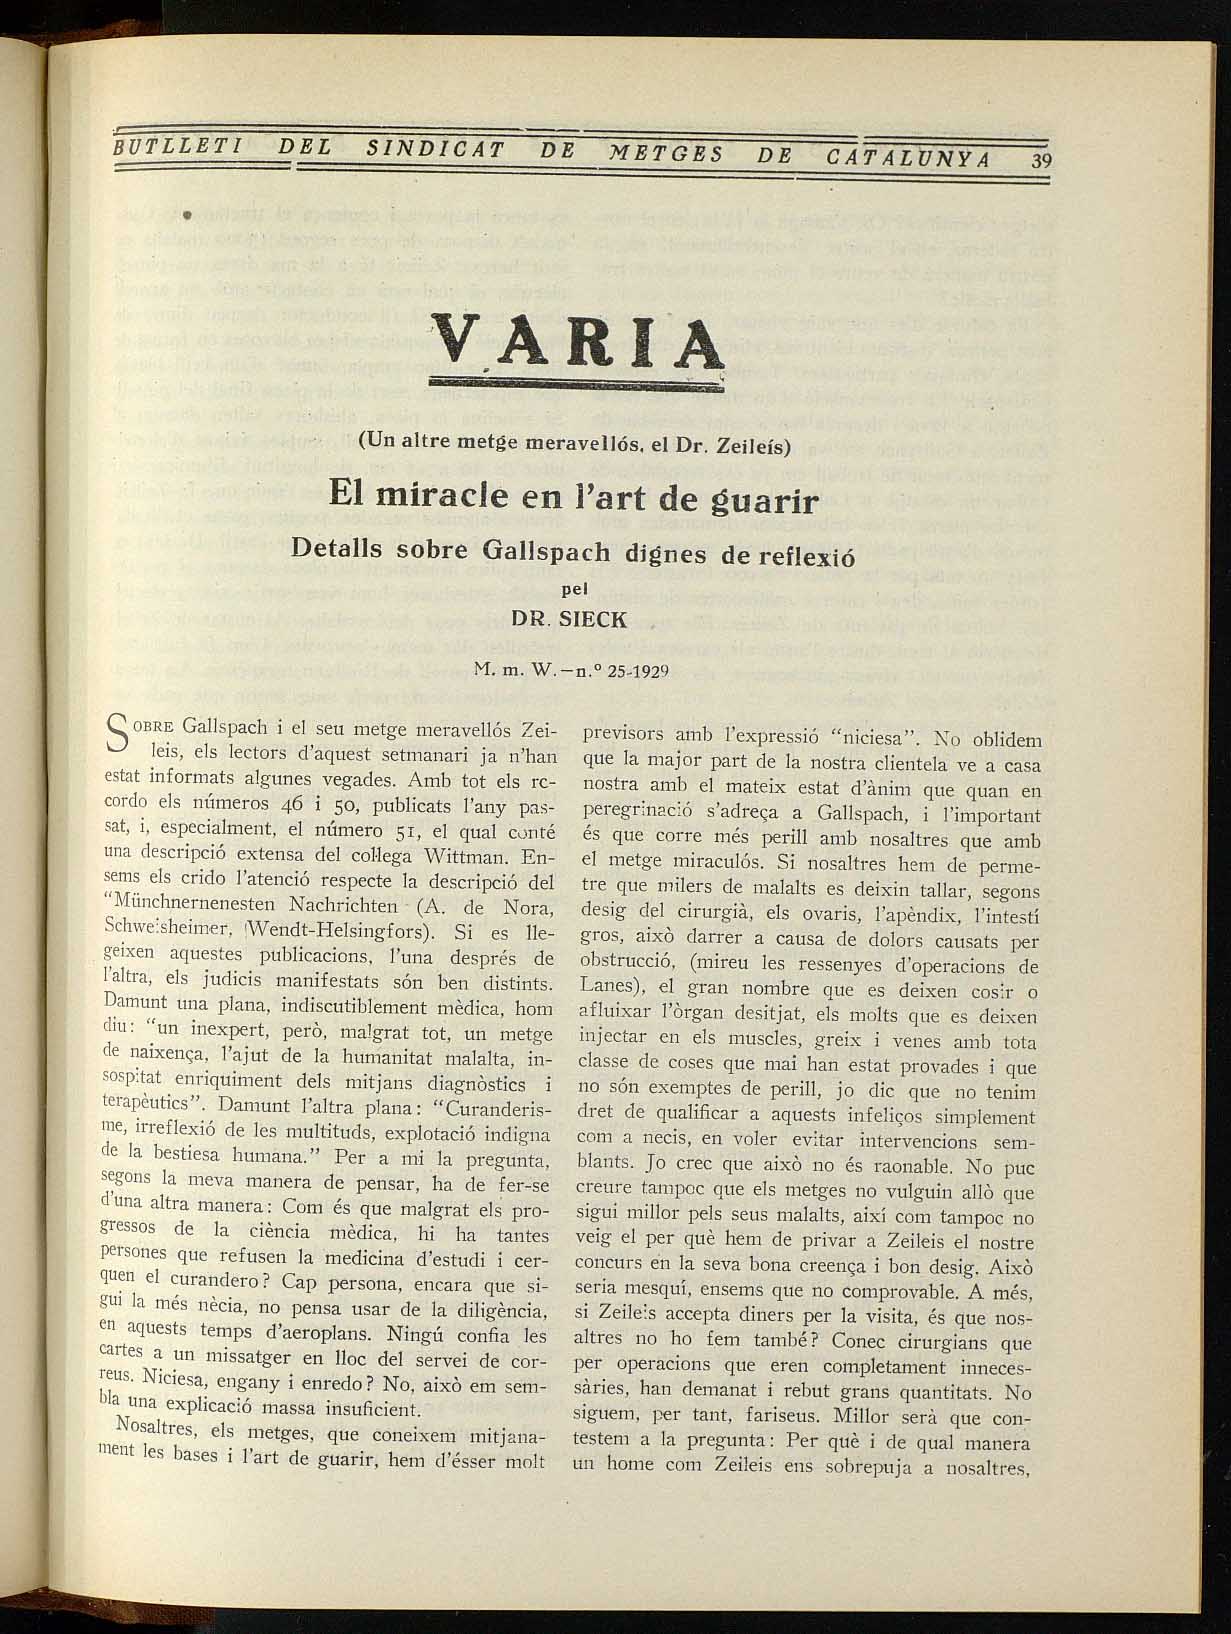 BUTLLETI DEL SINDICAT DE METGES DE CATALUNYA 39
VARIA
(Un altre metge meravellós, el Dr. Zeileís)
El miracle en l'art de guarir
Detalls sobre Gallspach dignes de reflexió
pel
DR. SIECK
M. m. W.—n.º 25-1929
SOBRE Gallspach i el seu metge meravellós Zei-
leis, els lectors d'aquest setmanari ja n'han
estat informats algunes vegades. Amb tot els re-
cordo els números 46 i 50, publicats l'any pas-
sat, i, especialment, el número 51, el qual conté
una descripció extensa del col·lega Wittman. En-
sems els crido l'atenció respecte la descripció del
"Münchnernenesten Nachrichten (A. de Nora,
Schweisheimer, Wendt-Helsingfors). Si es lle-
geixen aquestes publicacions, l'una després de
l'altra, els judicis manifestats són ben distints.
Damunt una plana, indiscutiblement mèdica, hom
diu: "un inexpert, però, malgrat tot, un metge
de naixença, l'ajut de la humanitat malalta, in-
sospitat enriquiment dels mitjans diagnòstics i
terapèutics". Damunt l'altra plana: "Curanderis-
me, irreflexió de les multituds, explotació indigna
de la bestiesa humana." Per a mi la pregunta,
segons la meva manera de pensar, ha de fer-se
d'una altra manera: Com és que malgrat els pro-
gressos de la ciència mèdica, hi ha tantes
persones que refusen la medicina d'estudi i cer-
quen el curandero? Cap persona, encara que si-
gui la més nècia, no pensa usar de la diligència,
en aquests temps d'aeroplans. Ningú confia les
cartes a un missatger en lloc del servei de cor-
reus. Niciesa, engany i enredo? No, això em sem-
bla una explicació massa insuficient.
Nosaltres, els metges, que coneixem mitjana-
ment les bases i l'art de guarir, hem d'ésser molt
previsors amb l'expressió "niciesa". No oblidem
que la major part de la nostra clientela ve a casa
nostra amb el mateix estat d'ànim que quan en
peregrinació s'adreça a Gallspach, i l'important
és que corre més perill amb nosaltres que amb
el metge miraculós. Si nosaltres hem de perme-
tre que milers de malalts es deixin tallar, segons
desig del cirurgià, els ovaris, l'apèndix, l'intestí
gros, això darrer a causa de dolors causats per
obstrucció, (mireu les ressenyes d'operacions de
Lanes), el gran nombre que es deixen cosir o
afluixar l'òrgan desitjat, els molts que es deixen
injectar en els muscles, greix i venes amb tota
classe de coses que mai han estat provades i que
no són exemptes de perill, jo dic que no tenim
dret de qualificar a aquests infeliços simplement
com a necis, en voler evitar intervencions sem-
blants. Jo crec que això no és raonable. No puc
creure tampoc que els metges no vulguin allò que
sigui millor pels seus malalts, així com tampoc no
veig el per què hem de privar a Zeileis el nostre
concurs en la seva bona creença i bon desig. Això
seria mesquí, ensems que no comprovable. A més,
si Zeileis accepta diners per la visita, és que nos-
altres no ho fem també? Conec cirurgians que
per operacions que eren completament inneces-
sàries, han demanat i rebut grans quantitats. No
siguem, per tant, fariseus. Millor serà que con-
testem a la pregunta: Per què i de qual manera
un home com Zeileis ens sobrepuja a nosaltres,